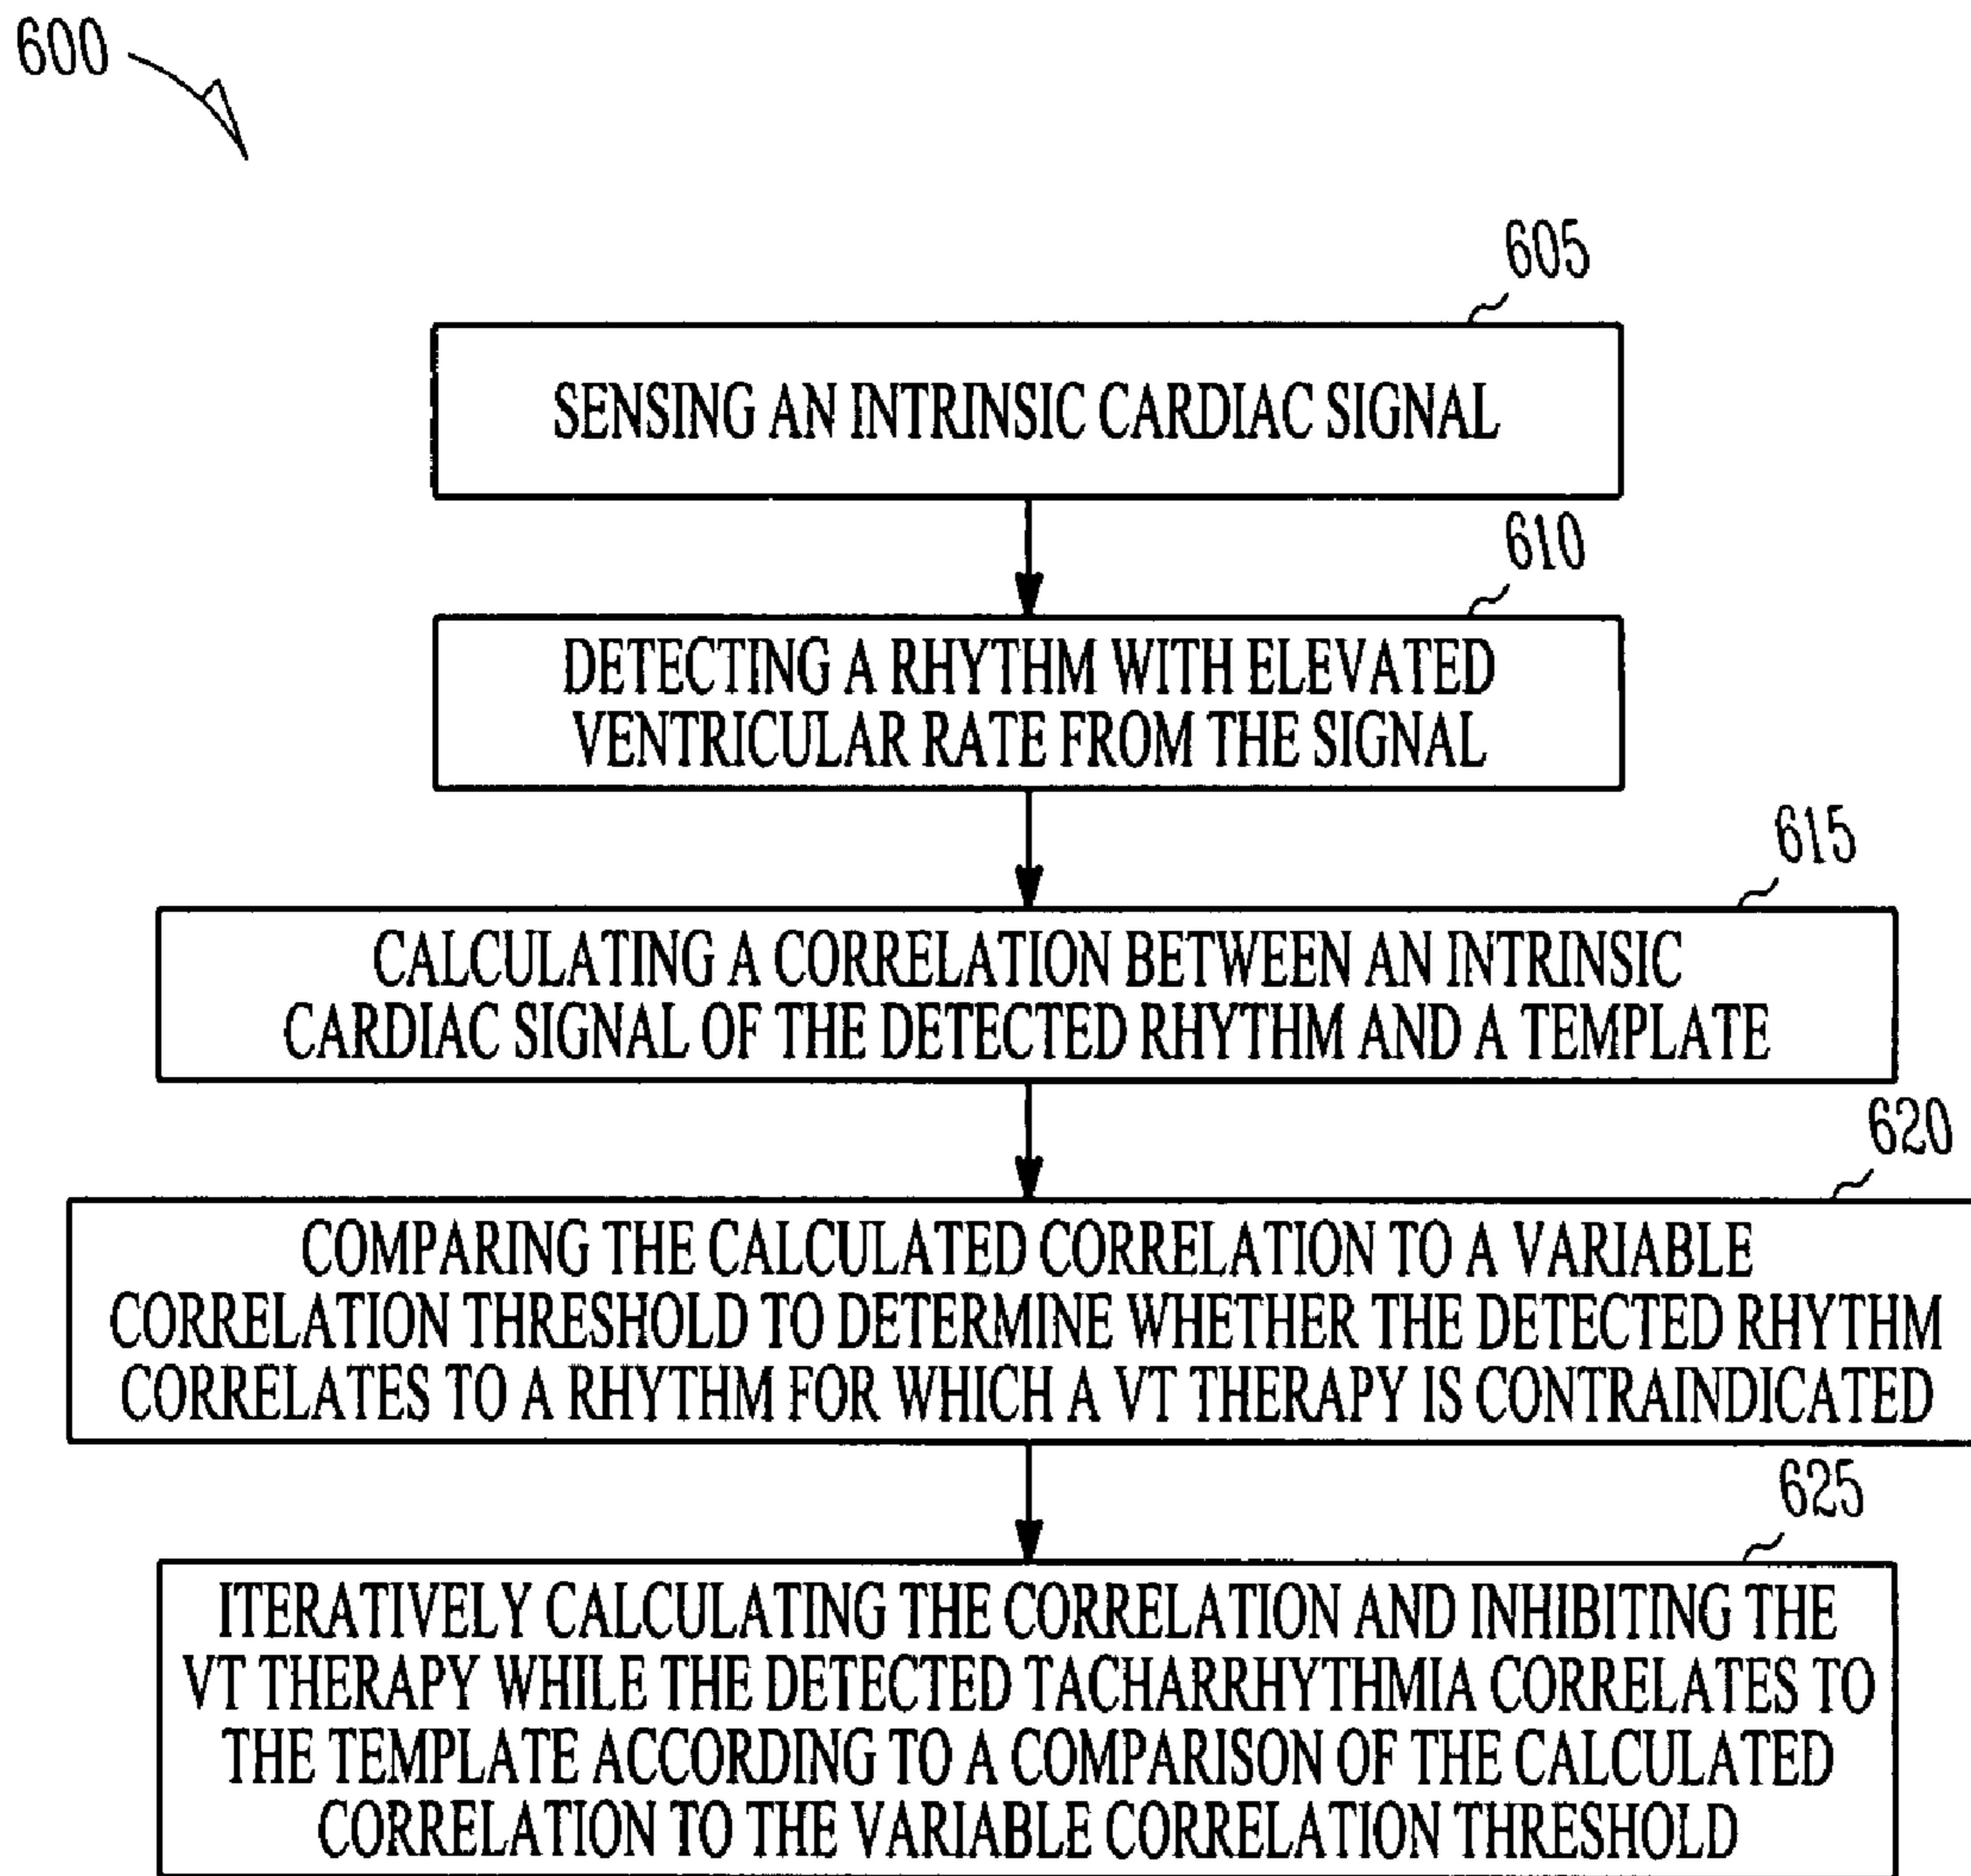 600
605
SENSING AN INTRINSIC CARDIAC SIGNAL
610
DETECTING A RHYTHM WITH ELEVATED
VENTRICULAR RATE FROM THE SIGNAL
615
CALCULATING A CORRELATION BETWEEN AN INTRINSIC
CARDIAC SIGNAL OF THE DETECTED RHYTHM AND A TEMPLATE
620
COMPARING THE CALCULATED CORRELATION TO A VARIABLE
CORRELATION THRESHOLD TO DETERMINE WHETHER THE DETECTED RHYTHM
CORRELATES TO A RHYTHM FOR WHICH A VT THERAPY IS CONTRAINDICATED
625
ITERATIVELY CALCULATING THE CORRELATION AND INHIBITING THE
VT THERAPY WHILE THE DETECTED TACHARRHYTHMIA CORRELATES TO
THE TEMPLATE ACCORDING TO A COMPARISON OF THE CALCULATED
CORRELATION TO THE VARIABLE CORRELATION THRESHOLD